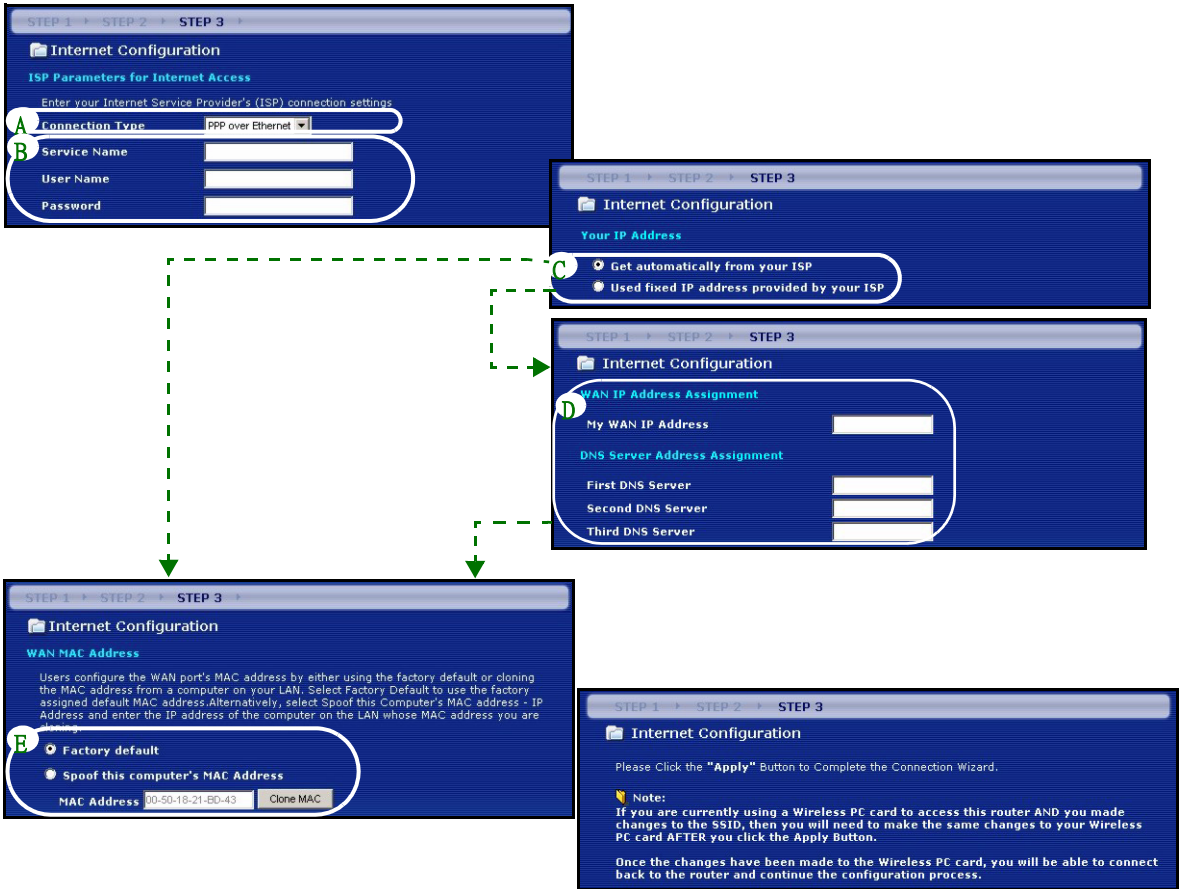 STEP 1 STEP 2 STEP 3
Internet Configuration
ISP Parameters for Internet Access
Enter your Internet Service Provider's (ISP) connection settings
A
Connection Type PPP over Ethernet
B
Service Name
User Name
Password
STEP 1 STEP 2 STEP 3
Internet Configuration
Your IP Address
C
Get automatically from your ISP
Used fixed IP address provided by your ISP
STEP 1 STEP 2 STEP 3
Internet Configuration
WAN IP Address Assignment
D
My WAN IP Address
DNS Server Address Assignment
First DNS Server
Second DNS Server
Third DNS Server
STEP 1 STEP 2 STEP 3
Internet Configuration
WAN MAC Address
Users configure the WAN port's MAC address by either using the factory default or cloning
the MAC address from a computer on your LAN. Select Factory Default to use the factory
assigned default MAC address.Alternatively, select Spoof this Computer's MAC address - IP
Address and enter the IP address of the computer on the LAN whose MAC address you are
cloning.
E
Factory default
Spoof this computer's MAC Address
MAC Address 00-50-18-21-BD-43 Clone MAC
STEP 1 STEP 2 STEP 3
Internet Configuration
Please Click the "Apply" Button to Complete the Connection Wizard.
Note:
If you are currently using a Wireless PC card to access this router AND you made
changes to the SSID, then you will need to make the same changes to your Wireless
PC card AFTER you click the Apply Button.
Once the changes have been made to the Wireless PC card, you will be able to connect
back to the router and continue the configuration process.